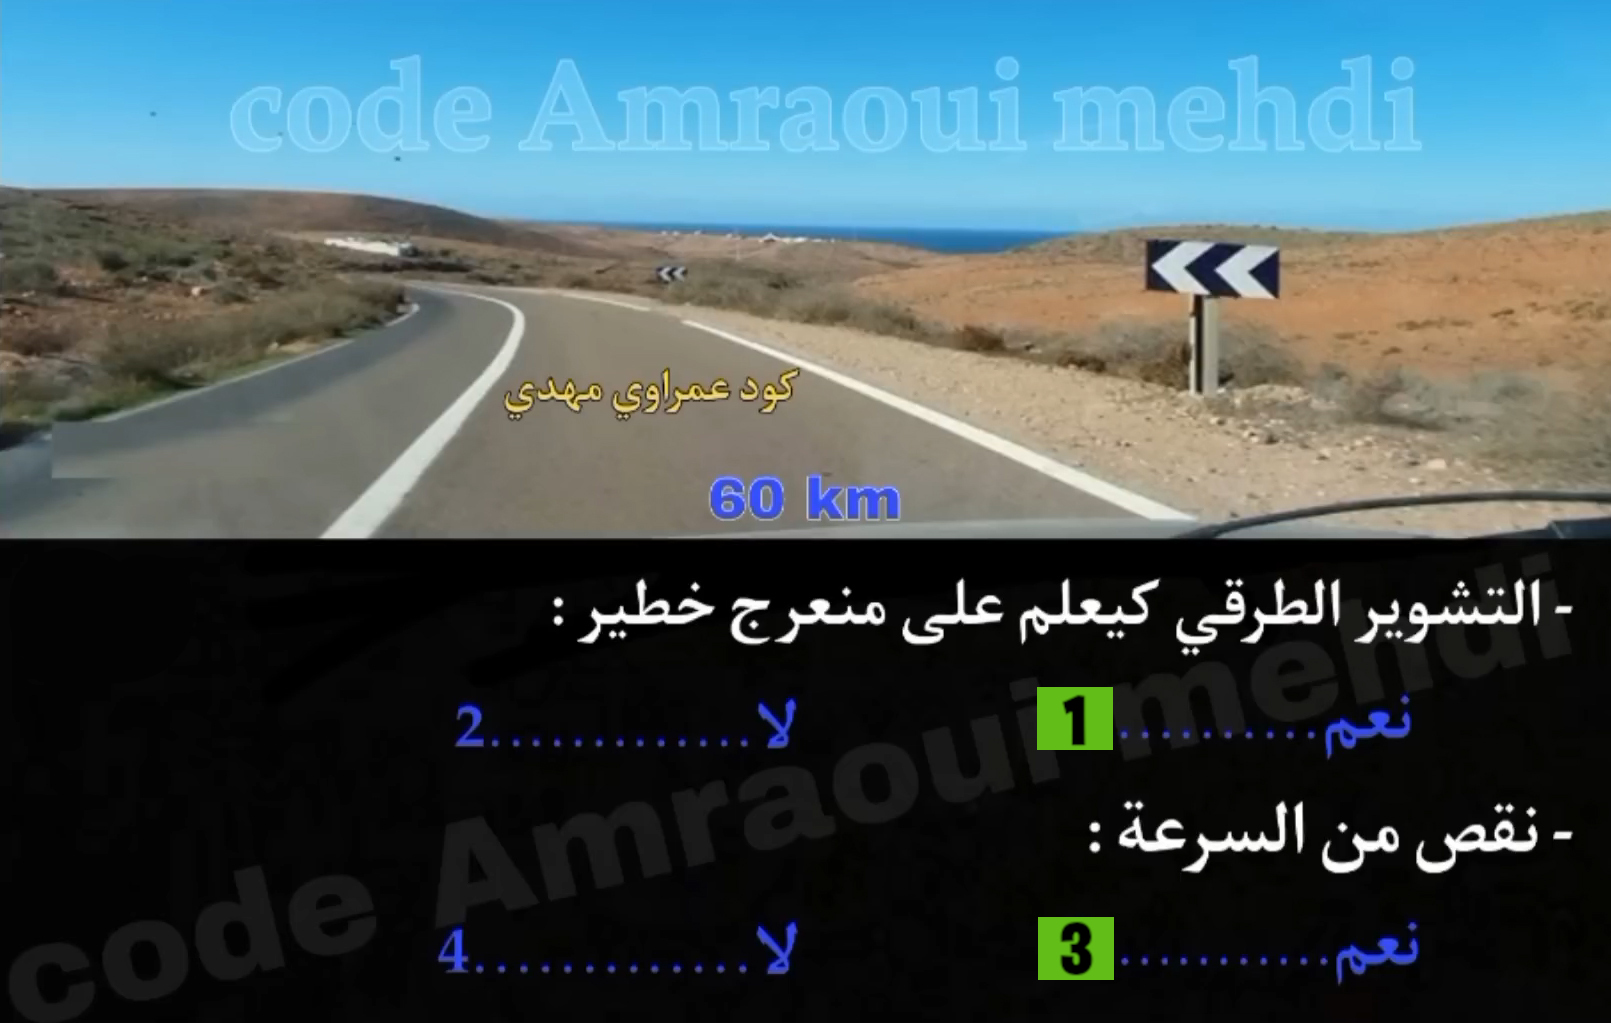 code Amraoui mehdi
كود عمراوي مهدي
60 km
- التشوير الطرقي كيعلم على منعرج خطير :
نعم..........1 لا.............2
- نقص من السرعة :
نعم...........3 لا..............4
code Amraoui mehdi